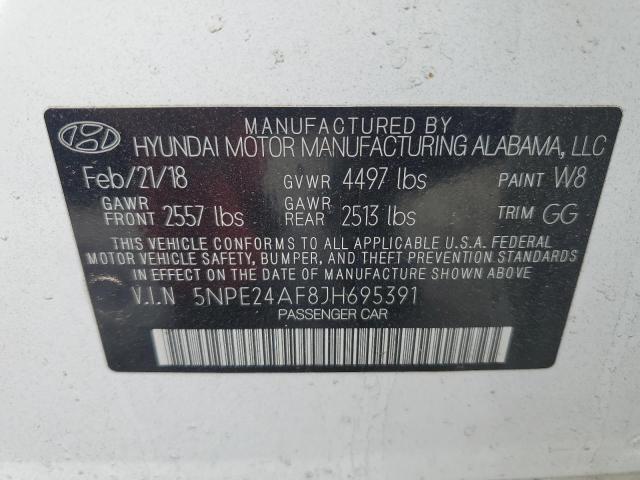 MANUFACTURED BY
HYUNDAI MOTOR MANUFACTURING ALABAMA, LLC
Feb/21/18 GVWR 4497 lbs PAINT W8
GAWR FRONT 2557 lbs GAWR REAR 2513 lbs TRIM GG
THIS VEHICLE CONFORMS TO ALL APPLICABLE U.S.A. FEDERAL
MOTOR VEHICLE SAFETY, BUMPER, AND THEFT PREVENTION STANDARDS
IN EFFECT ON THE DATE OF MANUFACTURE SHOWN ABOVE
V.I.N 5NPE24AF8JH695391
PASSENGER CAR